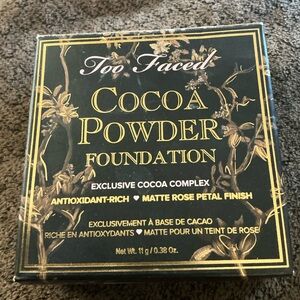 Too Faced
COCOA
POWDER
FOUNDATION
EXCLUSIVE COCOA COMPLEX
ANTIOXIDANT-RICH ♥ MATTE ROSE PETAL FINISH
EXCLUSIVEMENT À BASE DE CACAO
RICHE EN ANTIOXYDANTS ♥ MATTE POUR UN TEINT DE ROSE
Net Wt. 11 g / 0.38 Oz.